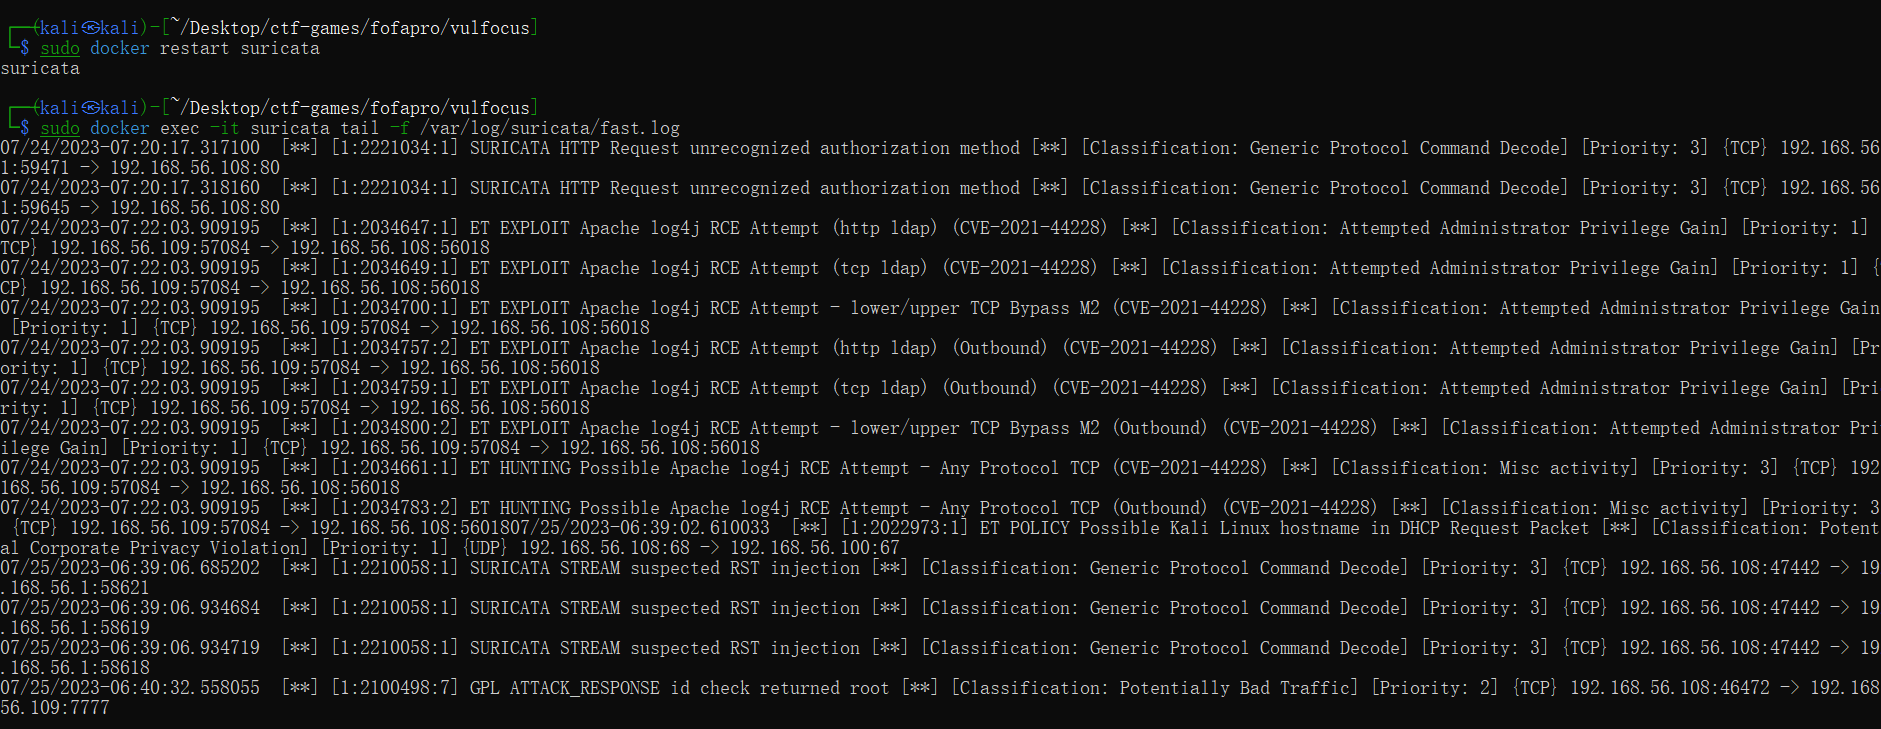 ┌──(kali㉿kali)-[~/Desktop/ctf-games/fofapro/vulfocus]
└─$ sudo docker restart suricata
suricata
┌──(kali㉿kali)-[~/Desktop/ctf-games/fofapro/vulfocus]
└─$ sudo docker exec -it suricata tail -f /var/log/suricata/fast.log
07/24/2023-07:20:17.317100  [**] [1:2221034:1] SURICATA HTTP Request unrecognized authorization method [**] [Classification: Generic Protocol Command Decode] [Priority: 3] {TCP} 192.168.56
1:59471 -> 192.168.56.108:80
07/24/2023-07:20:17.318160  [**] [1:2221034:1] SURICATA HTTP Request unrecognized authorization method [**] [Classification: Generic Protocol Command Decode] [Priority: 3] {TCP} 192.168.56
1:59645 -> 192.168.56.108:80
07/24/2023-07:22:03.909195  [**] [1:2034647:1] ET EXPLOIT Apache log4j RCE Attempt (http ldap) (CVE-2021-44228) [**] [Classification: Attempted Administrator Privilege Gain] [Priority: 1]
TCP} 192.168.56.109:57084 -> 192.168.56.108:56018
07/24/2023-07:22:03.909195  [**] [1:2034649:1] ET EXPLOIT Apache log4j RCE Attempt (tcp ldap) (CVE-2021-44228) [**] [Classification: Attempted Administrator Privilege Gain] [Priority: 1] {
CP} 192.168.56.109:57084 -> 192.168.56.108:56018
07/24/2023-07:22:03.909195  [**] [1:2034700:1] ET EXPLOIT Apache log4j RCE Attempt - lower/upper TCP Bypass M2 (CVE-2021-44228) [**] [Classification: Attempted Administrator Privilege Gain
[Priority: 1] {TCP} 192.168.56.109:57084 -> 192.168.56.108:56018
07/24/2023-07:22:03.909195  [**] [1:2034757:2] ET EXPLOIT Apache log4j RCE Attempt (http ldap) (Outbound) (CVE-2021-44228) [**] [Classification: Attempted Administrator Privilege Gain] [Pr
ority: 1] {TCP} 192.168.56.109:57084 -> 192.168.56.108:56018
07/24/2023-07:22:03.909195  [**] [1:2034759:1] ET EXPLOIT Apache log4j RCE Attempt (tcp ldap) (Outbound) (CVE-2021-44228) [**] [Classification: Attempted Administrator Privilege Gain] [Pri
rity: 1] {TCP} 192.168.56.109:57084 -> 192.168.56.108:56018
07/24/2023-07:22:03.909195  [**] [1:2034800:2] ET EXPLOIT Apache log4j RCE Attempt - lower/upper TCP Bypass M2 (Outbound) (CVE-2021-44228) [**] [Classification: Attempted Administrator Pri
ilege Gain] [Priority: 1] {TCP} 192.168.56.109:57084 -> 192.168.56.108:56018
07/24/2023-07:22:03.909195  [**] [1:2034661:1] ET HUNTING Possible Apache log4j RCE Attempt - Any Protocol TCP (CVE-2021-44228) [**] [Classification: Misc activity] [Priority: 3] {TCP} 192
168.56.109:57084 -> 192.168.56.108:56018
07/24/2023-07:22:03.909195  [**] [1:2034783:2] ET HUNTING Possible Apache log4j RCE Attempt - Any Protocol TCP (Outbound) (CVE-2021-44228) [**] [Classification: Misc activity] [Priority: 3
{TCP} 192.168.56.109:57084 -> 192.168.56.108:5601807/25/2023-06:39:02.610033  [**] [1:2022973:1] ET POLICY Possible Kali Linux hostname in DHCP Request Packet [**] [Classification: Potent
al Corporate Privacy Violation] [Priority: 1] {UDP} 192.168.56.108:68 -> 192.168.56.100:67
07/25/2023-06:39:06.685202  [**] [1:2210058:1] SURICATA STREAM suspected RST injection [**] [Classification: Generic Protocol Command Decode] [Priority: 3] {TCP} 192.168.56.108:47442 -> 19
.168.56.1:58621
07/25/2023-06:39:06.934684  [**] [1:2210058:1] SURICATA STREAM suspected RST injection [**] [Classification: Generic Protocol Command Decode] [Priority: 3] {TCP} 192.168.56.108:47442 -> 19
.168.56.1:58619
07/25/2023-06:39:06.934719  [**] [1:2210058:1] SURICATA STREAM suspected RST injection [**] [Classification: Generic Protocol Command Decode] [Priority: 3] {TCP} 192.168.56.108:47442 -> 19
.168.56.1:58618
07/25/2023-06:40:32.558055  [**] [1:2100498:7] GPL ATTACK_RESPONSE id check returned root [**] [Classification: Potentially Bad Traffic] [Priority: 2] {TCP} 192.168.56.108:46472 -> 192.168
56.109:7777